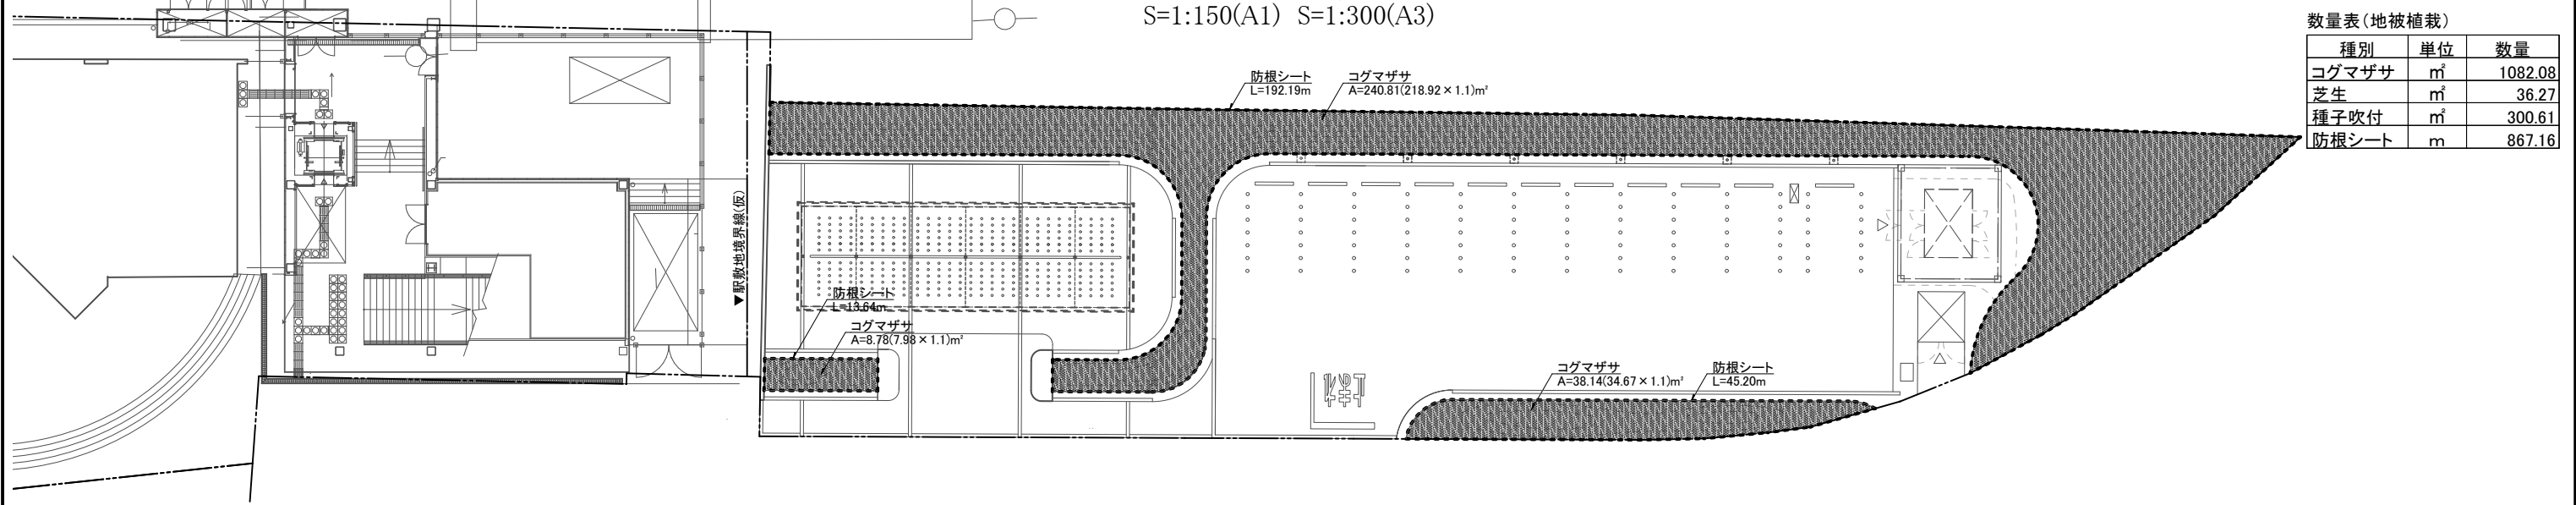 S=1:150(A1) S=1:300(A3)
数量表(地被植栽)
種別 単位 数量
コグマザサ ㎡ 1082.08
芝生 ㎡ 36.27
種子吹付 ㎡ 300.61
防根シート m 867.16
防根シート
L=192.19m
コグマザサ
A=240.81(218.92×1.1)㎡
▼駅敷地境界線(仮)
防根シート
L=13.64m
コグマザサ
A=8.78(7.98×1.1)㎡
コグマザサ
A=38.14(34.67×1.1)㎡
防根シート
L=45.20m